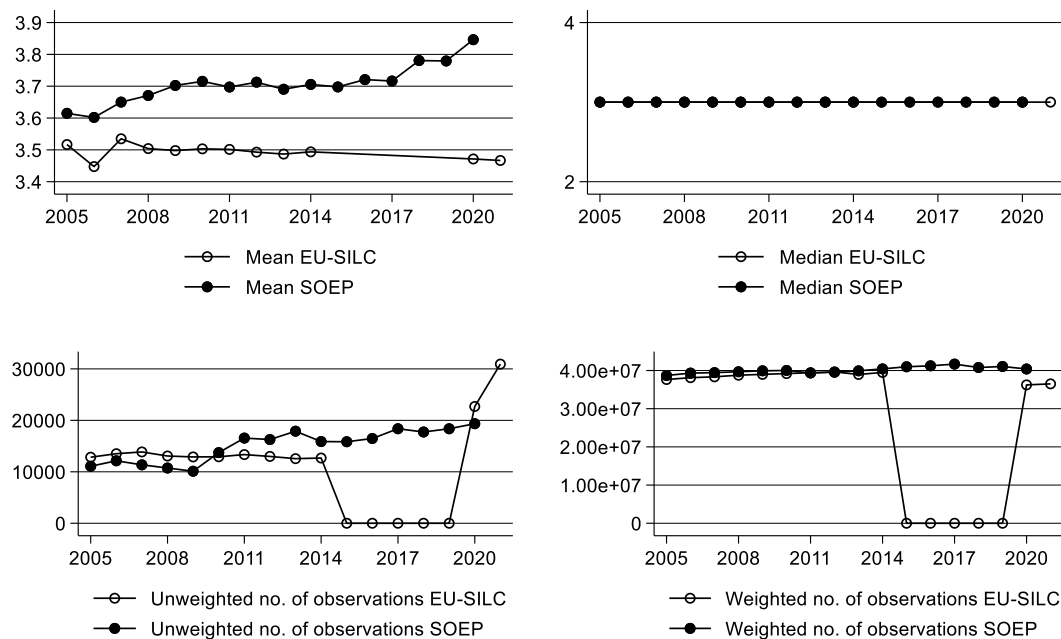 3.9
3.8
3.7
3.6
3.5
3.4
2005 2008 2011 2014 2017 2020
Mean EU-SILC
Mean SOEP
4
2
2005 2008 2011 2014 2017 2020
Median EU-SILC
Median SOEP
30000
20000
10000
0
2005 2008 2011 2014 2017 2020
Unweighted no. of observations EU-SILC
Unweighted no. of observations SOEP
4.00e+07
3.00e+07
2.00e+07
1.00e+07
0
2005 2008 2011 2014 2017 2020
Weighted no. of observations EU-SILC
Weighted no. of observations SOEP